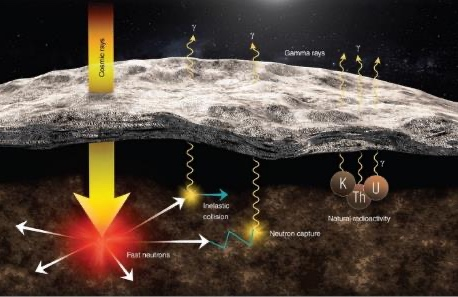 Cosmic rays
γ
γ
Gamma rays
γ
γ
K
Th
U
Natural radioactivity
Inelastic
collision
Neutron capture
Fast neutrons